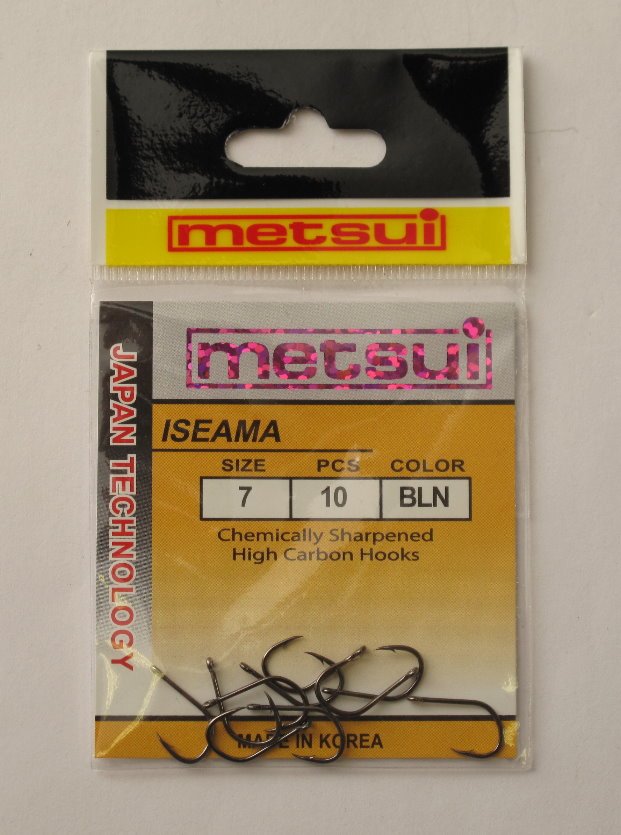 metsui
metsui
JAPAN TECHNOLOGY
ISEAMA
SIZE PCS COLOR
7 10 BLN
Chemically Sharpened
High Carbon Hooks
MADE IN KOREA